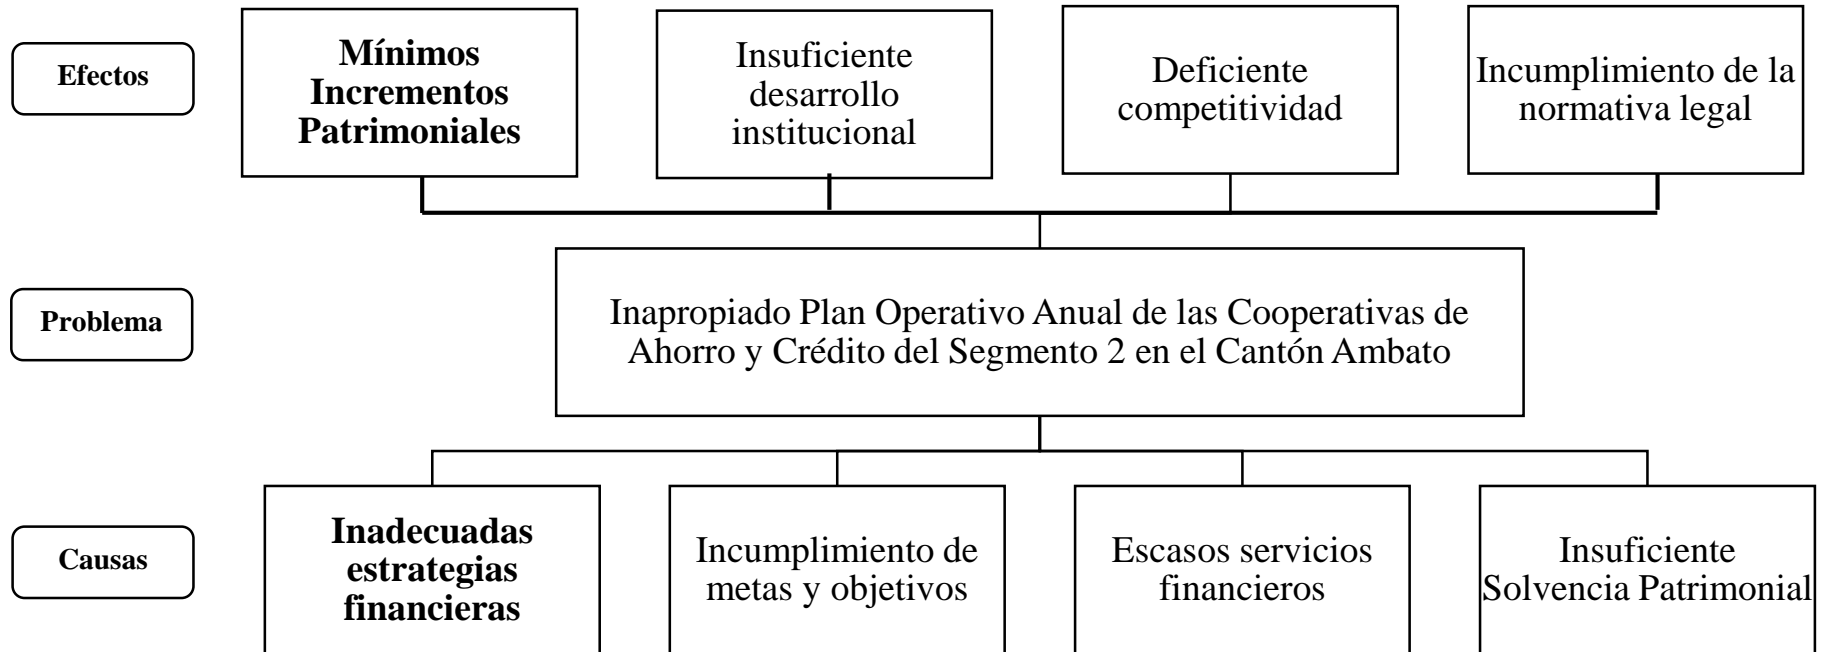 Efectos
Mínimos
Incrementos
Patrimoniales
Insuficiente
desarrollo
institucional
Deficiente
competitividad
Incumplimiento de la
normativa legal
Problema
Inapropiado Plan Operativo Anual de las Cooperativas de
Ahorro y Crédito del Segmento 2 en el Cantón Ambato
Causas
Inadecuadas
estrategias
financieras
Incumplimiento de
metas y objetivos
Escasos servicios
financieros
Insuficiente
Solvencia Patrimonial